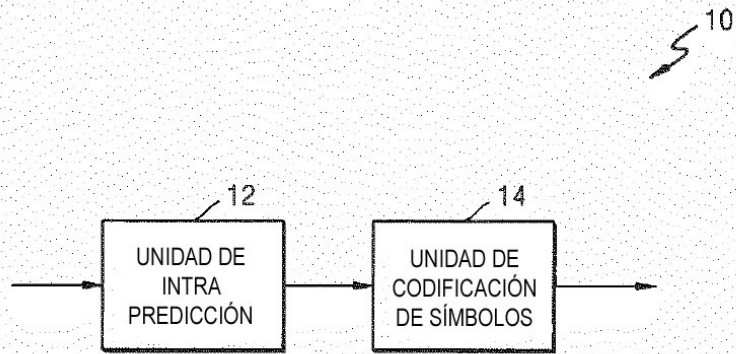 10
12
UNIDAD DE
INTRA
PREDICCIÓN
14
UNIDAD DE
CODIFICACIÓN
DE SÍMBOLOS